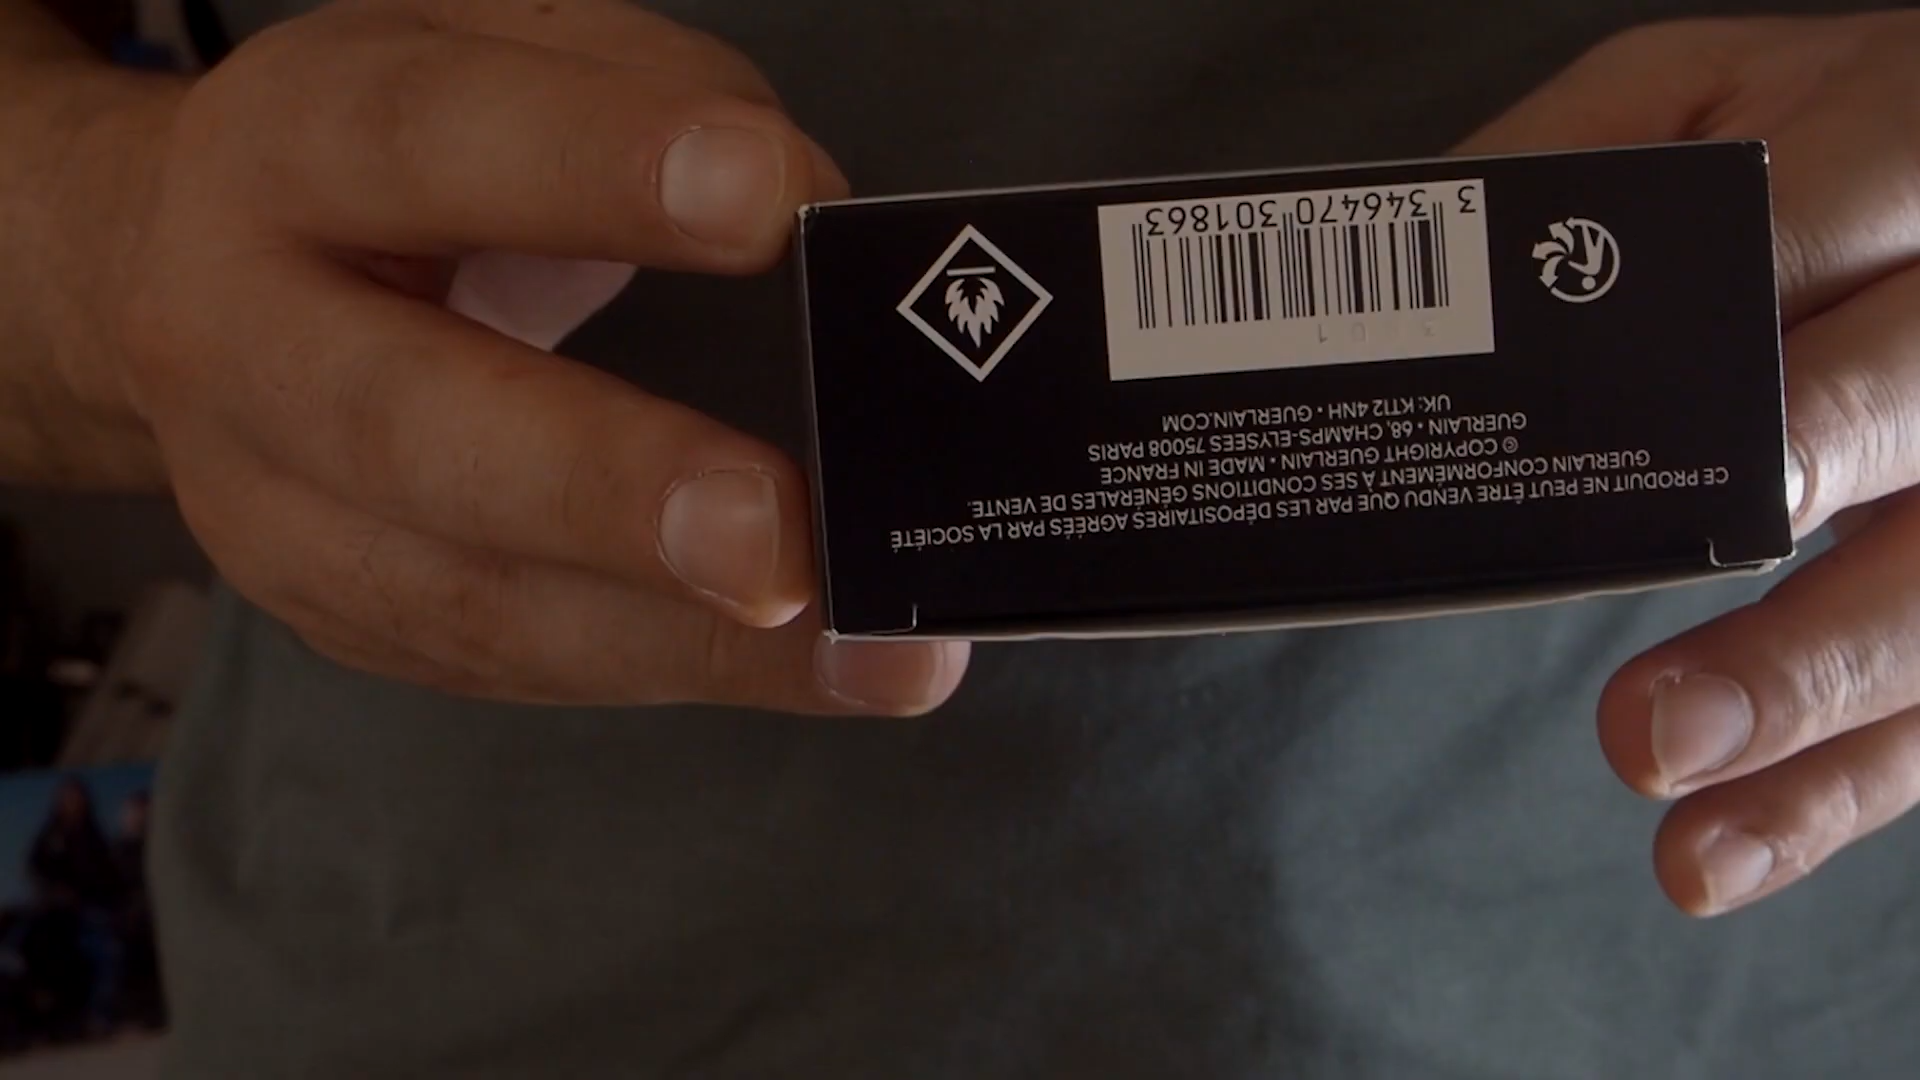 CE PRODUIT NE PEUT ÊTRE VENDU QUE PAR LES DÉPOSITAIRES AGRÉÉS PAR LA SOCIÉTÉ
GUERLAIN CONFORMÉMENT À SES CONDITIONS GÉNÉRALES DE VENTE.
© COPYRIGHT GUERLAIN • MADE IN FRANCE
GUERLAIN • 68, CHAMPS-ELYSEES 75008 PARIS
UK: KT12 4NH • GUERLAIN.COM
3 346470 301863